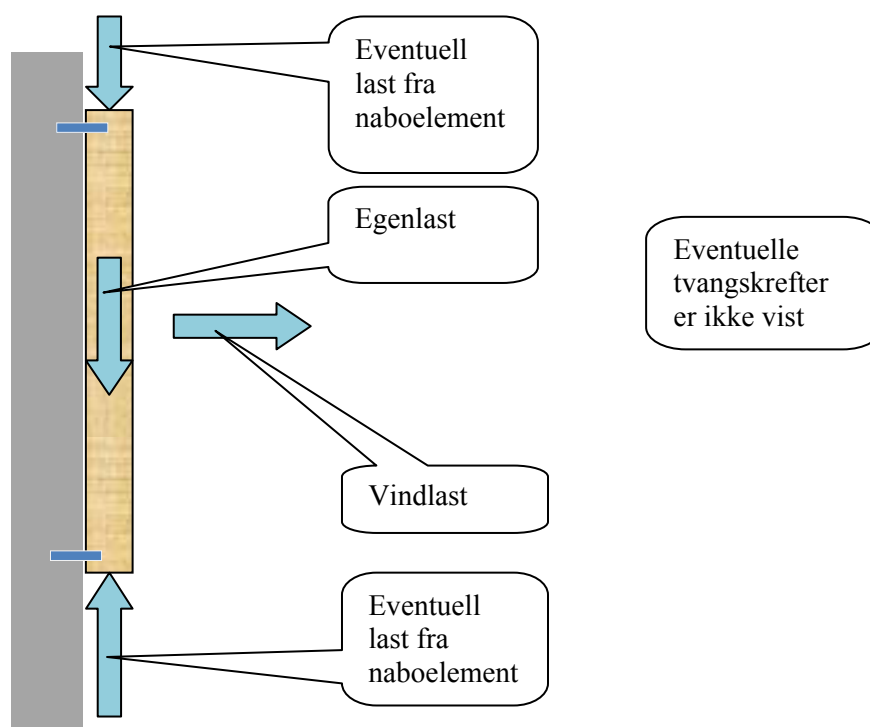 Eventuell
last fra
naboelement
Egenlast
Eventuelle
tvangskrefter
er ikke vist
Vindlast
Eventuell
last fra
naboelement